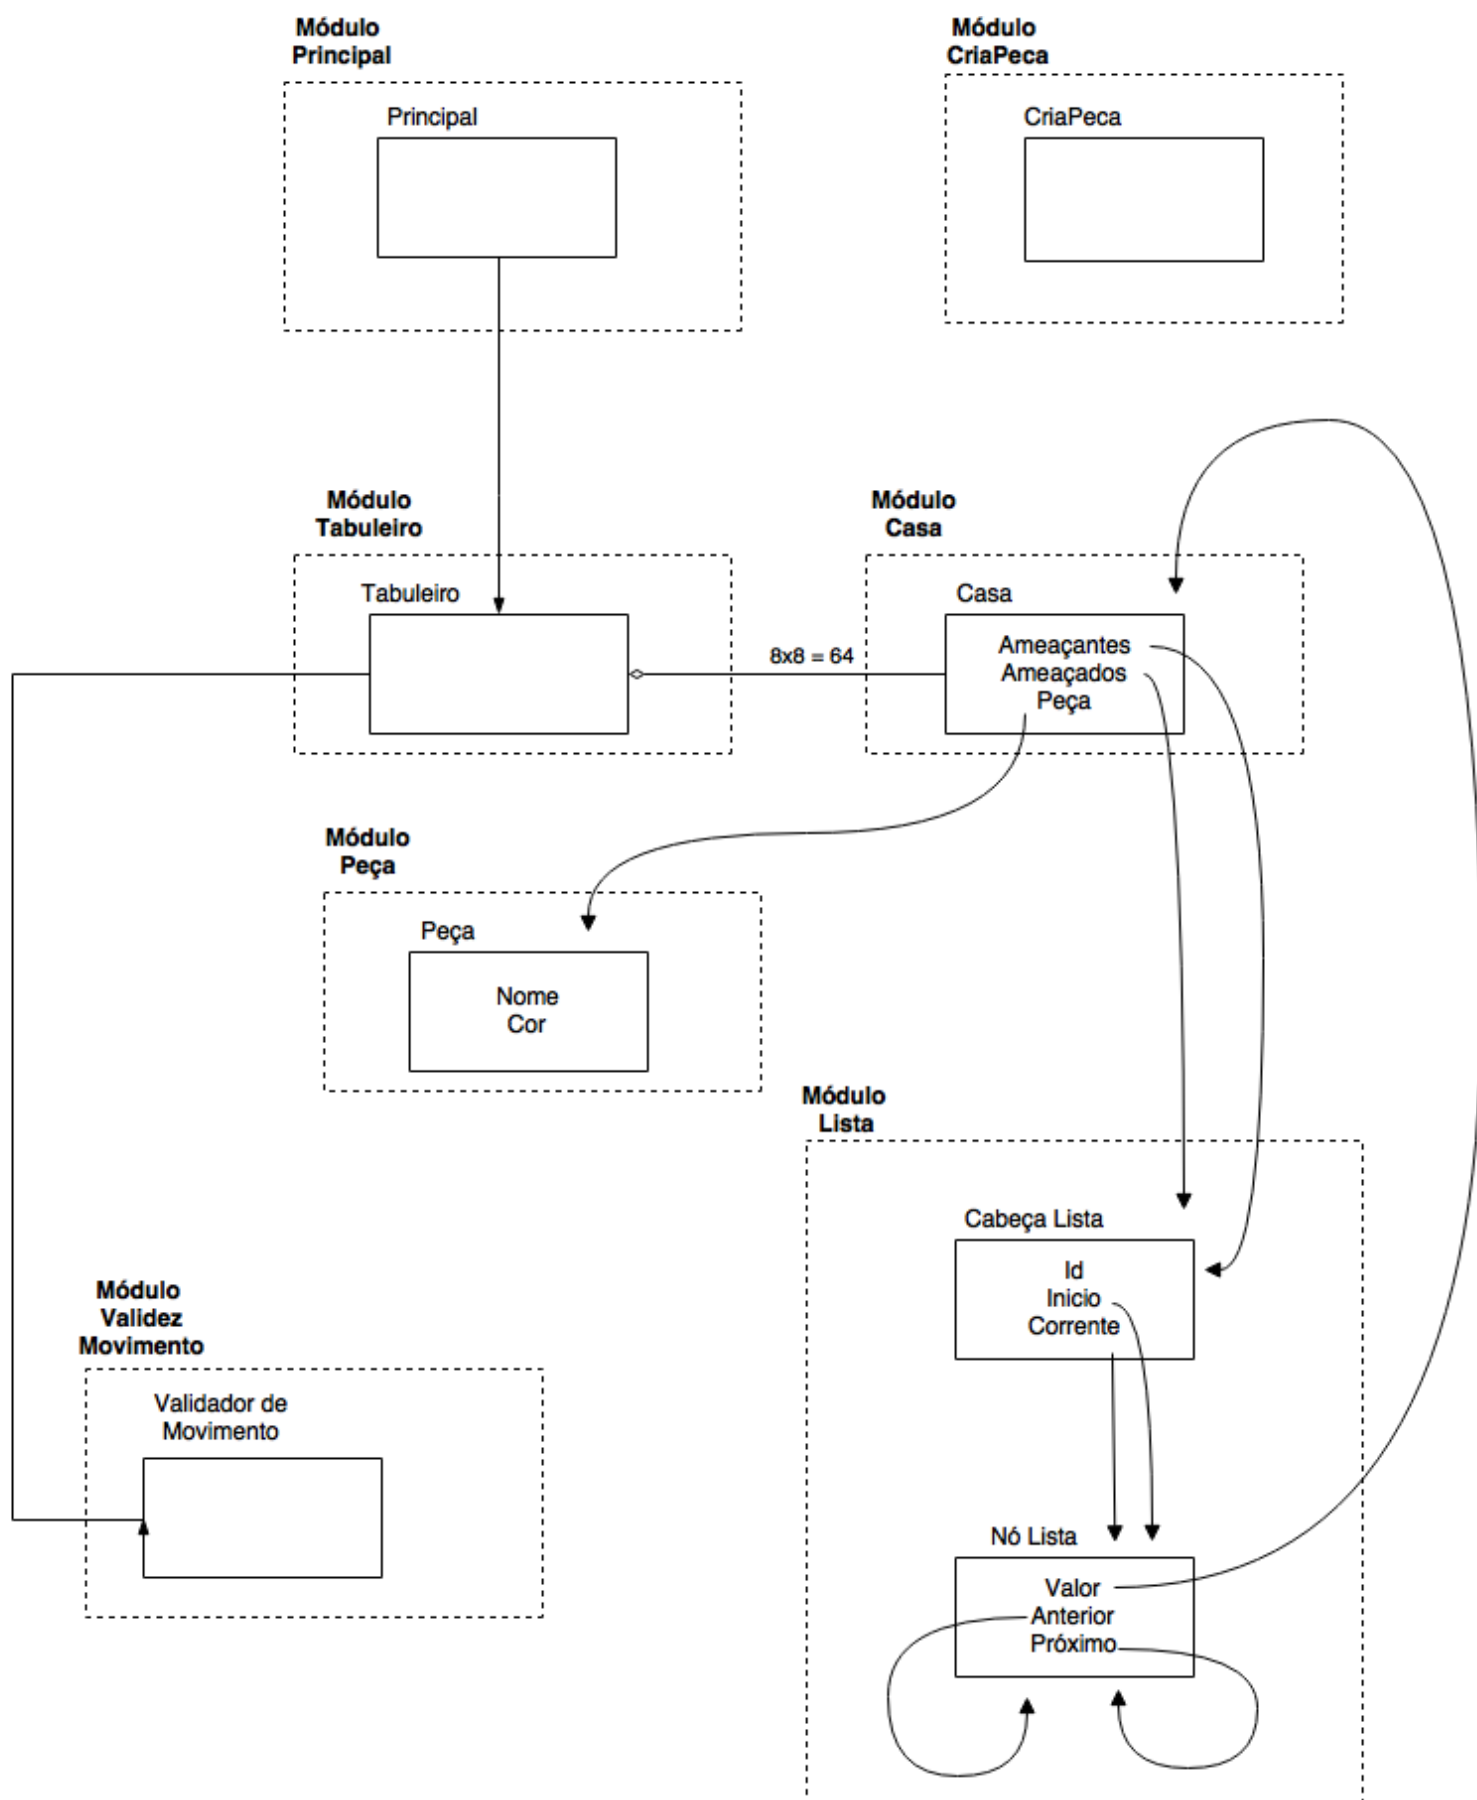 Módulo
Principal
Principal
Módulo
CriaPeca
CriaPeca
Módulo
Tabuleiro
Tabuleiro
8x8 = 64
Módulo
Casa
Casa
Ameaçantes
Ameaçados
Peça
Módulo
Peça
Peça
Nome
Cor
Módulo
Lista
Cabeça Lista
Id
Inicio
Corrente
Módulo
Validez
Movimento
Validador de
Movimento
Nó Lista
Valor
Anterior
Próximo